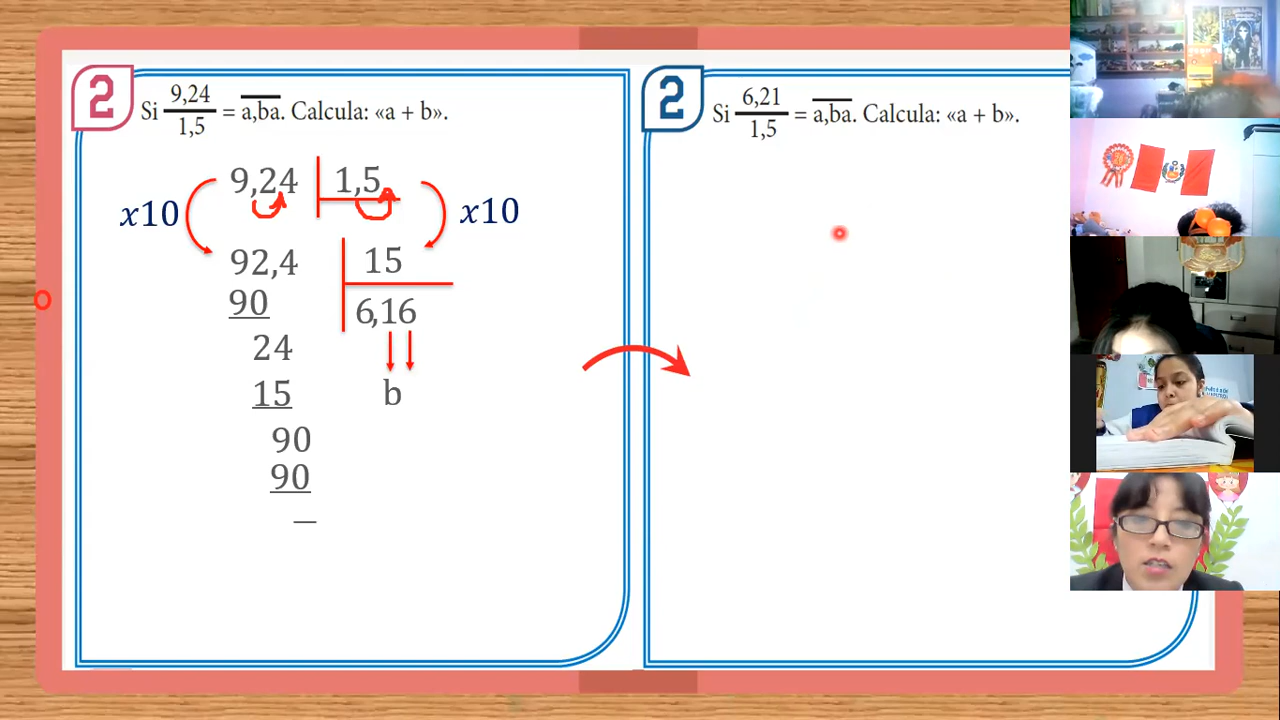 2
Si 9,24 / 1,5 = a,ba. Calcula: «a + b».
9,24 1,5
x10 x10
92,4 15
90 6,16
24
15 b
90
90
2
Si 6,21 / 1,5 = a,ba. Calcula: «a + b».